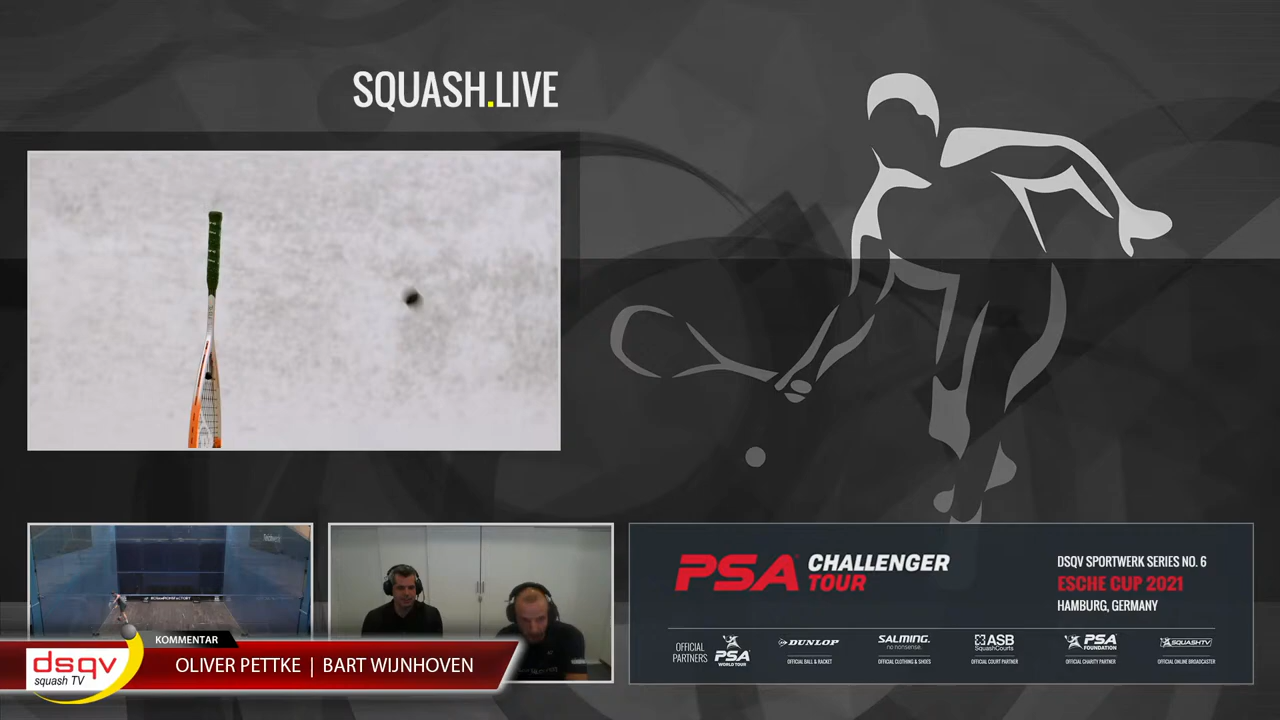 SQUASH.LIVE
PSA CHALLENGER TOUR
DSQV SPORTWERK SERIES NO. 6
ESCHE CUP 2021
HAMBURG, GERMANY
OFFICIAL PARTNERS
PSA WORLD TOUR
DUNLOP
OFFICIAL BALL & RACKET
SALMING.
no nonsense.
OFFICIAL CLOTHING & SHOES
ASB
SquashCourts
OFFICIAL COURT PARTNER
PSA FOUNDATION
OFFICIAL CHARITY PARTNER
SQUASHTV
OFFICIAL ONLINE BROADCASTER
KOMMENTAR
OLIVER PETTKE | BART WIJNHOVEN
dsqv
squash TV